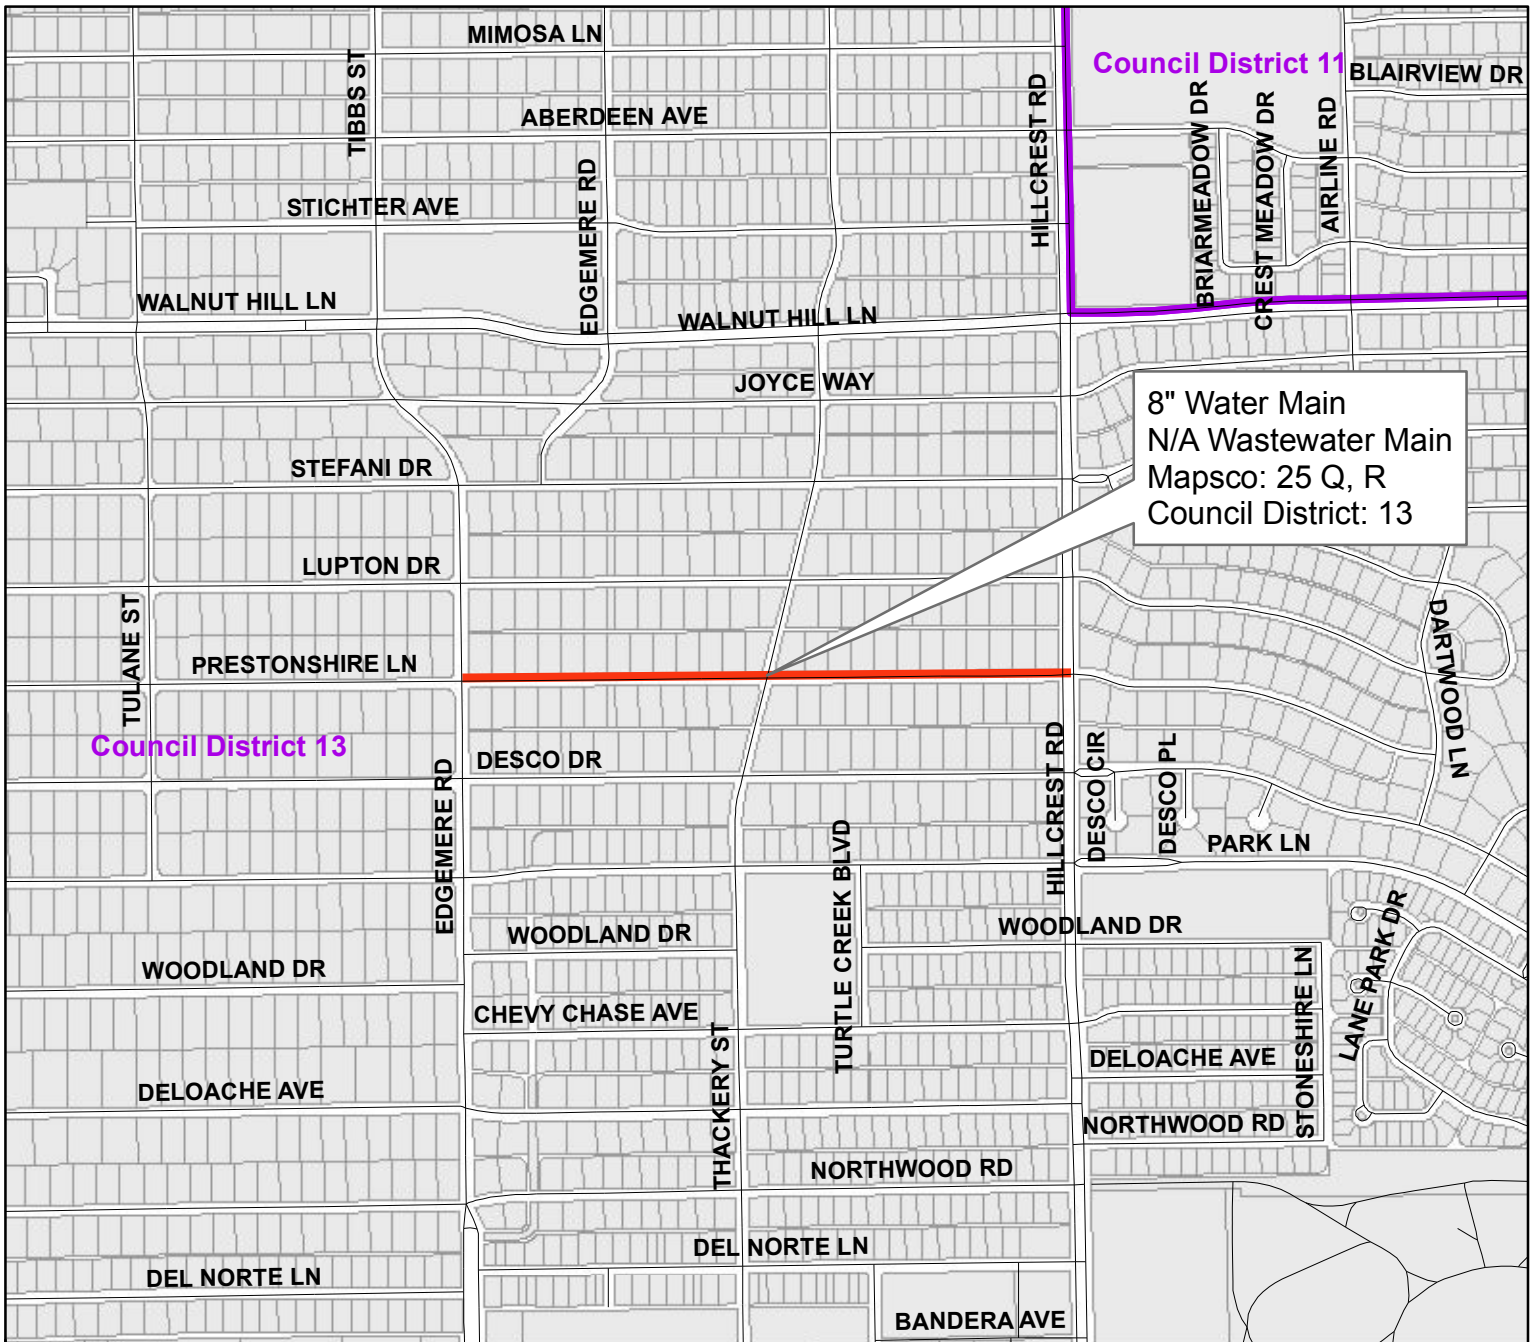 MIMOSA LN
Council District 11
BLAIRVIEW DR
TIBBS ST
HILLCREST RD
ABERDEEN AVE
BRIARMEADOW DR
CREST MEADOW DR
AIRLINE RD
EDGEMERE RD
STICHTER AVE
WALNUT HILL LN
WALNUT HILL LN
JOYCE WAY
8" Water Main
N/A Wastewater Main
Mapsco: 25 Q, R
Council District: 13
STEFANI DR
LUPTON DR
TULANE ST
DARTWOOD LN
PRESTONSHIRE LN
Council District 13
DESCO DR
EDGEMERE RD
HILLCREST RD
DESCO CIR
DESCO PL
PARK LN
TURTLE CREEK BLVD
WOODLAND DR
WOODLAND DR
WOODLAND DR
LANE PARK DR
STONESHIRE LN
CHEVY CHASE AVE
THACKERY ST
DELOACHE AVE
DELOACHE AVE
NORTHWOOD RD
NORTHWOOD RD
DEL NORTE LN
DEL NORTE LN
BANDERA AVE